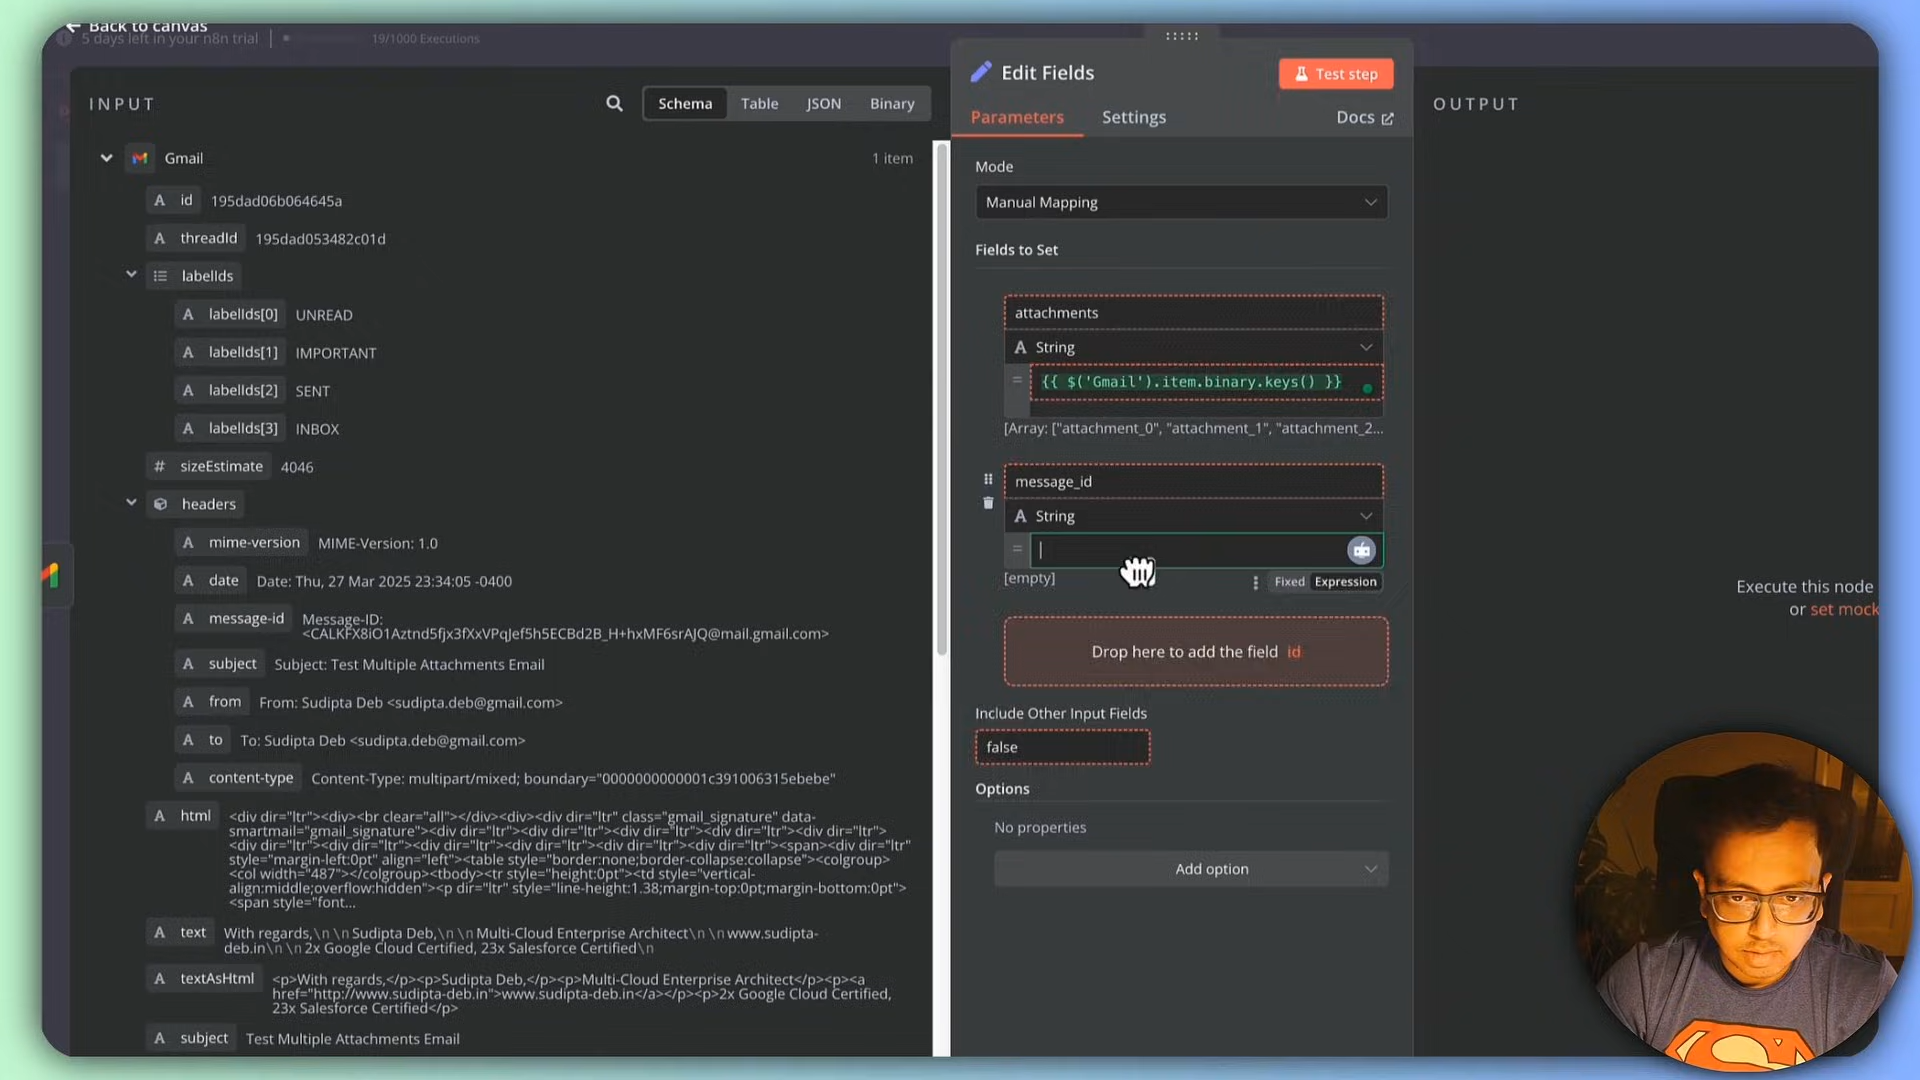 Back to canvas
5 days left in your n8n trial
19/1000 Executions
INPUT
Schema
Table
JSON
Binary
Gmail
1 item
A id 195dad06b064645a
A threadId 195dad053482c01d
labelIds
A labelIds[0] UNREAD
A labelIds[1] IMPORTANT
A labelIds[2] SENT
A labelIds[3] INBOX
# sizeEstimate 4046
headers
A mime-version MIME-Version: 1.0
A date Date: Thu, 27 Mar 2025 23:34:05 -0400
A message-id Message-ID:
<CALKFX8iO1Aztnd5fjx3fXxVPqJef5h5ECBd2B_H+hxMF6srAJQ@mail.gmail.com>
A subject Subject: Test Multiple Attachments Email
A from From: Sudipta Deb <sudipta.deb@gmail.com>
A to To: Sudipta Deb <sudipta.deb@gmail.com>
A content-type Content-Type: multipart/mixed; boundary="0000000000001c391006315ebebe"
A html <div dir="ltr"><div><br clear="all"></div><div><div dir="ltr" class="gmail_signature" data-
smartmail="gmail_signature"><div dir="ltr"><div dir="ltr"><div dir="ltr"><div dir="ltr"><div
dir="ltr"><div dir="ltr"><div dir="ltr"><div dir="ltr"><div dir="ltr"><div dir="ltr"><span><div dir="ltr"
style="margin-left:0pt" align="left"><table style="border:none;border-collapse:collapse"><colgroup>
<col width="487"></colgroup><tbody><tr style="height:0pt"><td style="vertical-
align:middle;overflow:hidden"><p dir="ltr" style="line-height:1.38;margin-top:0pt;margin-bottom:0pt">
<span style="font...
A text With regards,\n \n Sudipta Deb,\n \n Multi-Cloud Enterprise Architect\n \n www.sudipta-
deb.in\n \n 2x Google Cloud Certified, 23x Salesforce Certified\n
A textAsHtml <p>With regards,</p><p>Sudipta Deb,</p><p>Multi-Cloud Enterprise Architect</p><p><a
href="http://www.sudipta-deb.in">www.sudipta-deb.in</a></p><p>2x Google Cloud Certified,
23x Salesforce Certified</p>
A subject Test Multiple Attachments Email
Edit Fields
Test step
Parameters
Settings
Docs
Mode
Manual Mapping
Fields to Set
attachments
A String
= {{ $('Gmail').item.binary.keys() }}
[Array: ["attachment_0", "attachment_1", "attachment_2...
message_id
A String
=
[empty]
Fixed
Expression
Drop here to add the field id
Include Other Input Fields
false
Options
No properties
Add option
OUTPUT
Execute this node
or set mock